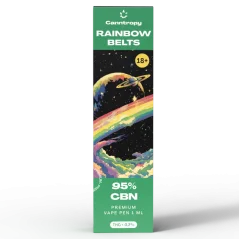 Canntropy
RAINBOW
BELTS
18+
95%
CBN
PREMIUM
VAPE PEN 1 ML